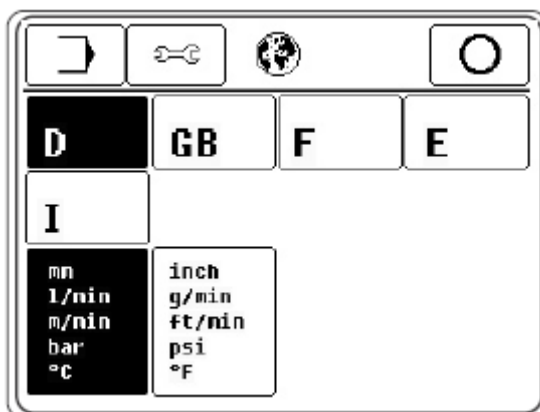 D GB F E
I
mm
l/min
m/min
bar
°C
inch
g/min
ft/min
psi
°F